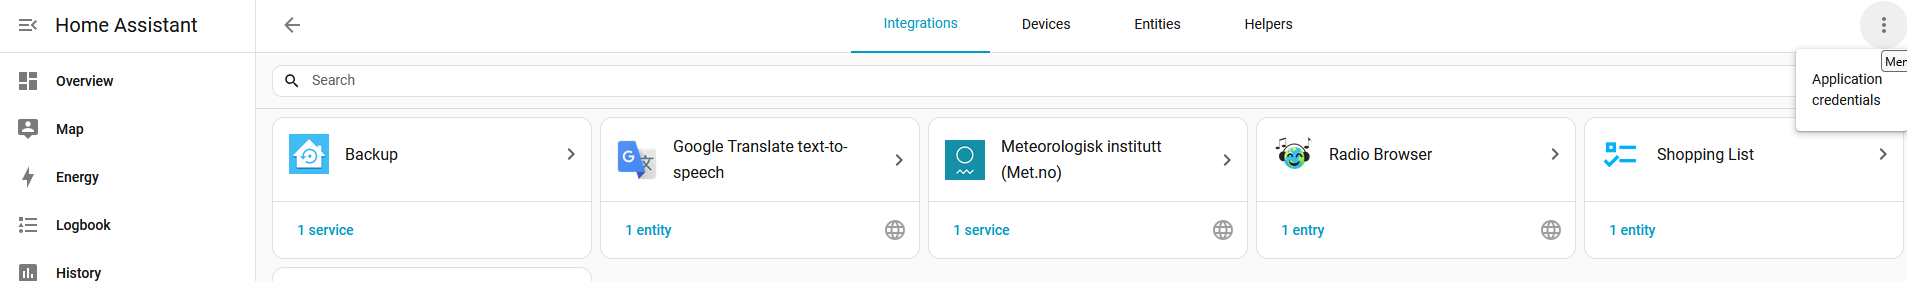 Home Assistant
Integrations
Devices
Entities
Helpers
Overview
Map
Energy
Logbook
History
Search
Application
credentials
Backup
1 service
Google Translate text-to-
speech
1 entity
Meteorologisk institutt
(Met.no)
1 service
Radio Browser
1 entry
Shopping List
1 entity